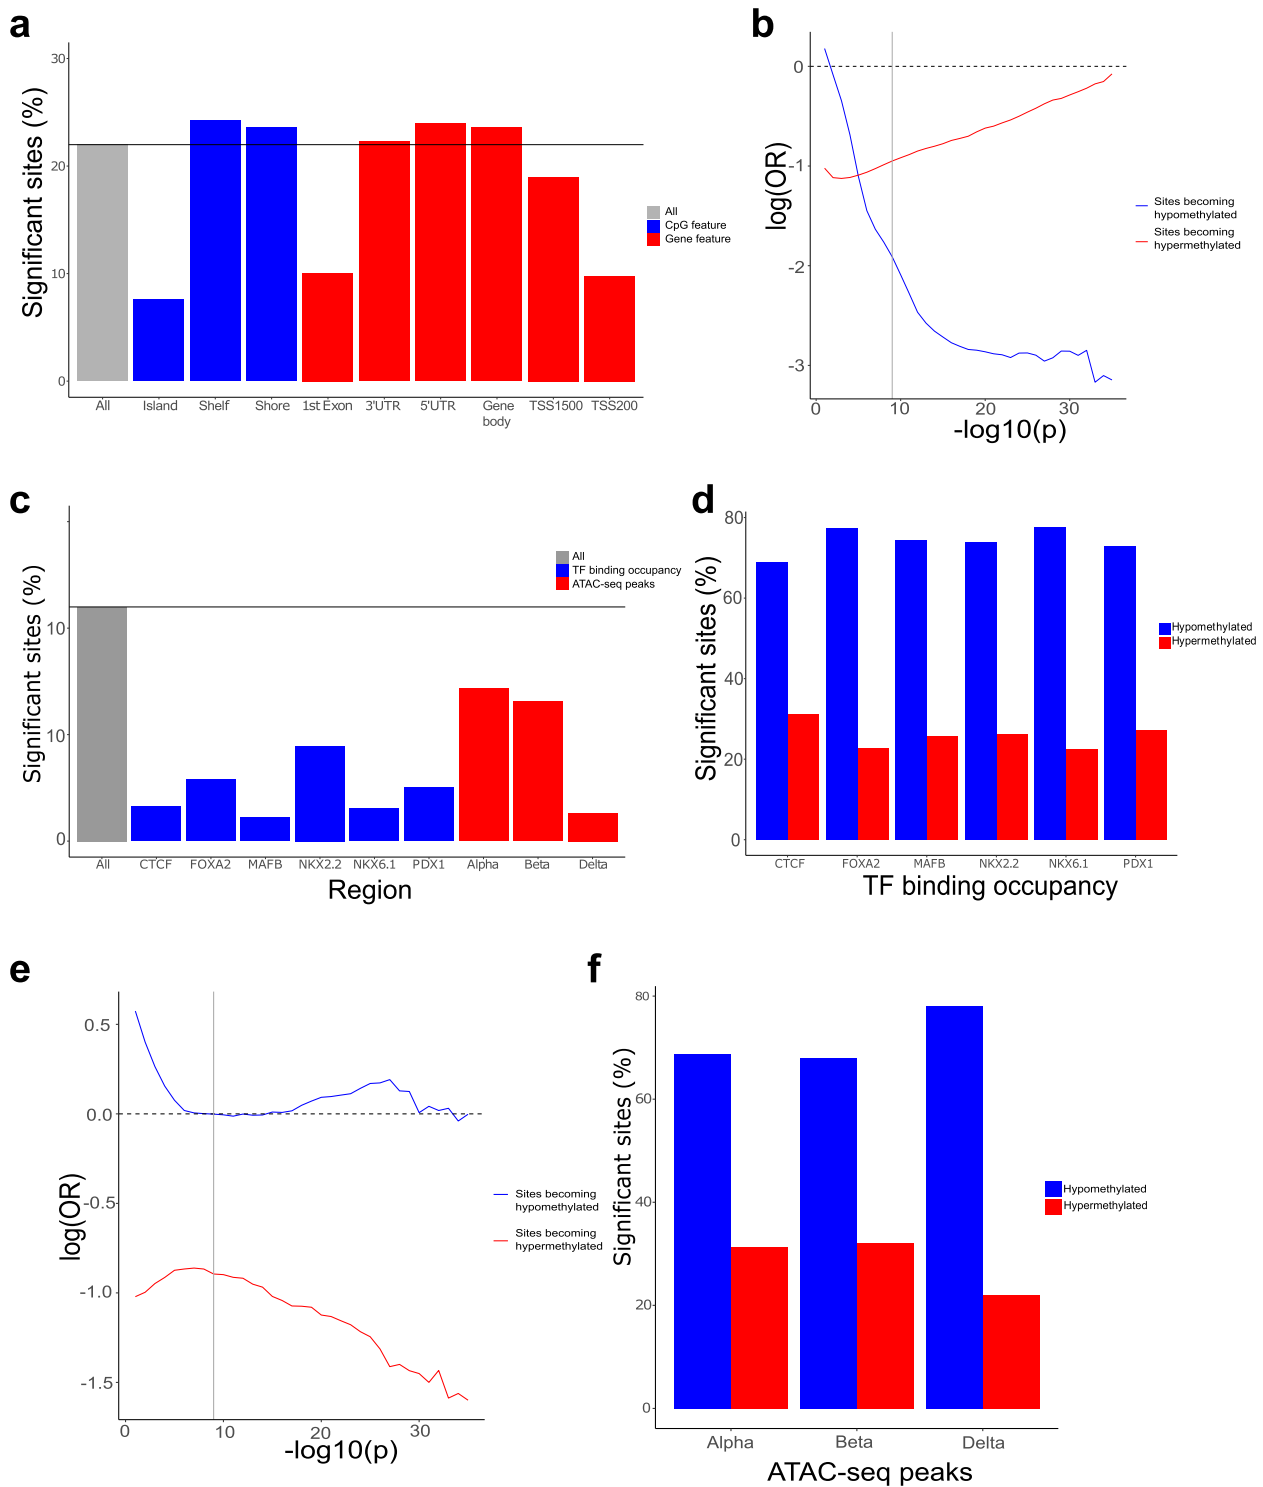 a
Significant sites (%)
30
20
10
0
All
Island
Shelf
Shore
1st Exon
3'UTR
5'UTR
Gene
body
TSS1500
TSS200
All
CpG feature
Gene feature
b
log(OR)
0
-1
-2
-3
0
10
20
30
-log10(p)
Sites becoming
hypomethylated
Sites becoming
hypermethylated
c
Significant sites (%)
10
10
0
All
CTCF
FOXA2
MAFB
NKX2.2
NKX6.1
PDX1
Alpha
Beta
Delta
Region
All
TF binding occupancy
ATAC-seq peaks
d
Significant sites (%)
80
60
40
20
0
CTCF
FOXA2
MAFB
NKX2.2
NKX6.1
PDX1
TF binding occupancy
Hypomethylated
Hypermethylated
e
log(OR)
0.5
0.0
-0.5
-1.0
-1.5
0
10
20
30
-log10(p)
Sites becoming
hypomethylated
Sites becoming
hypermethylated
f
Significant sites (%)
80
60
40
20
0
Alpha
Beta
Delta
ATAC-seq peaks
Hypomethylated
Hypermethylated